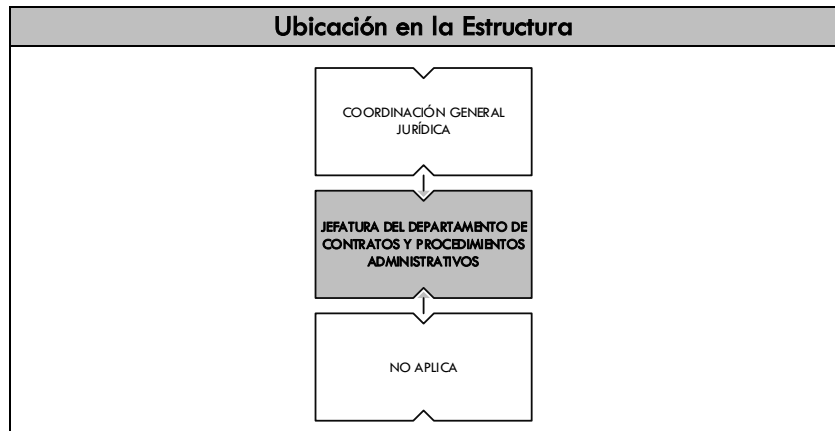 Ubicación en la Estructura
COORDINACIÓN GENERAL
JURÍDICA
JEFATURA DEL DEPARTAMENTO DE
CONTRATOS Y PROCEDIMIENTOS
ADMINISTRATIVOS
NO APLICA